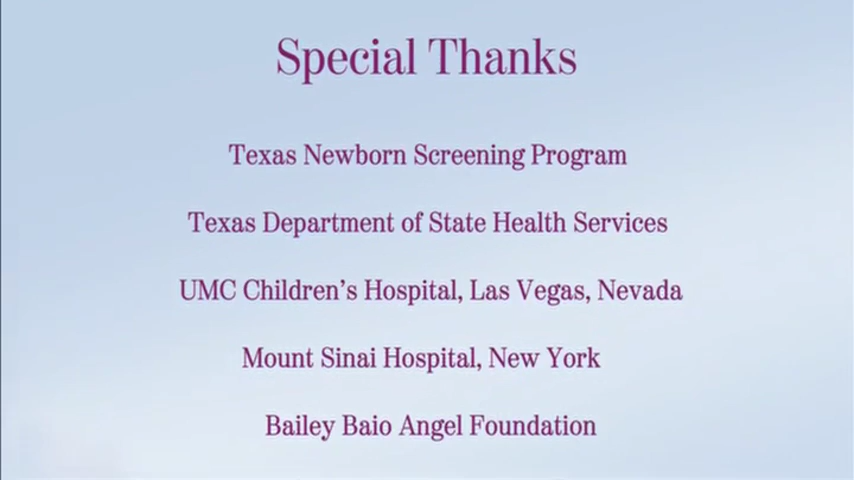 Special Thanks
Texas Newborn Screening Program
Texas Department of State Health Services
UMC Children’s Hospital, Las Vegas, Nevada
Mount Sinai Hospital, New York
Bailey Baio Angel Foundation